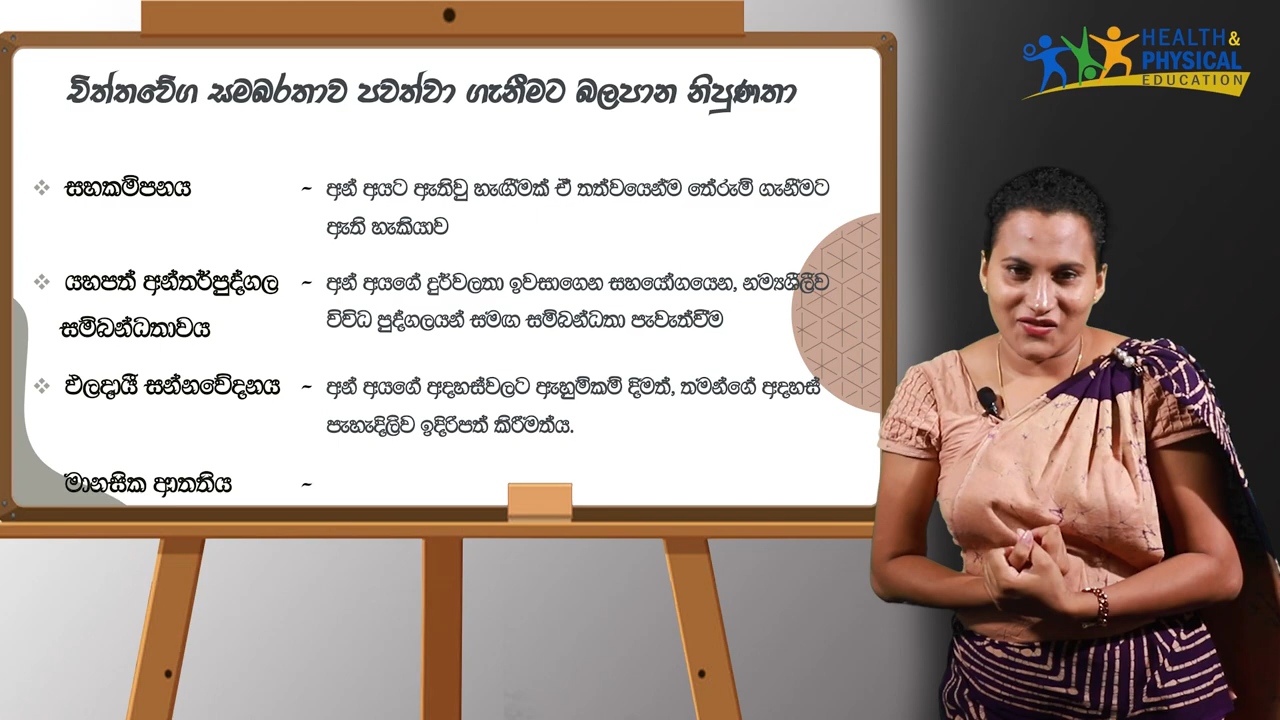 චිත්තවේග සමබරතාව පවත්වා ගැනීමට බලපාන නිපුණතා
සහකම්පනය ~ අන් අයට ඇතිවු හැඟීමක් ඒ තත්වයෙන්ම තේරුම් ගැනීමට
ඇති හැකියාව
යහපත් අන්තර්පුද්ගල ~ අන් අයගේ දුර්වලතා ඉවසාගෙන සහයෝගයෙන, නම්‍යශීලීව
සම්බන්ධතාවය විවිධ පුද්ගලයන් සමඟ සම්බන්ධතා පැවැත්වීම
ඵලදායී සන්නවේදනය ~ අන් අයගේ අදහස්වලට ඇහුම්කම් දිමත්, තමන්ගේ අදහස්
පැහැදිලිව ඉදිරිපත් කිරීමත්ය.
මානසික ආතතිය ~
HEALTH &
PHYSICAL
EDUCATION